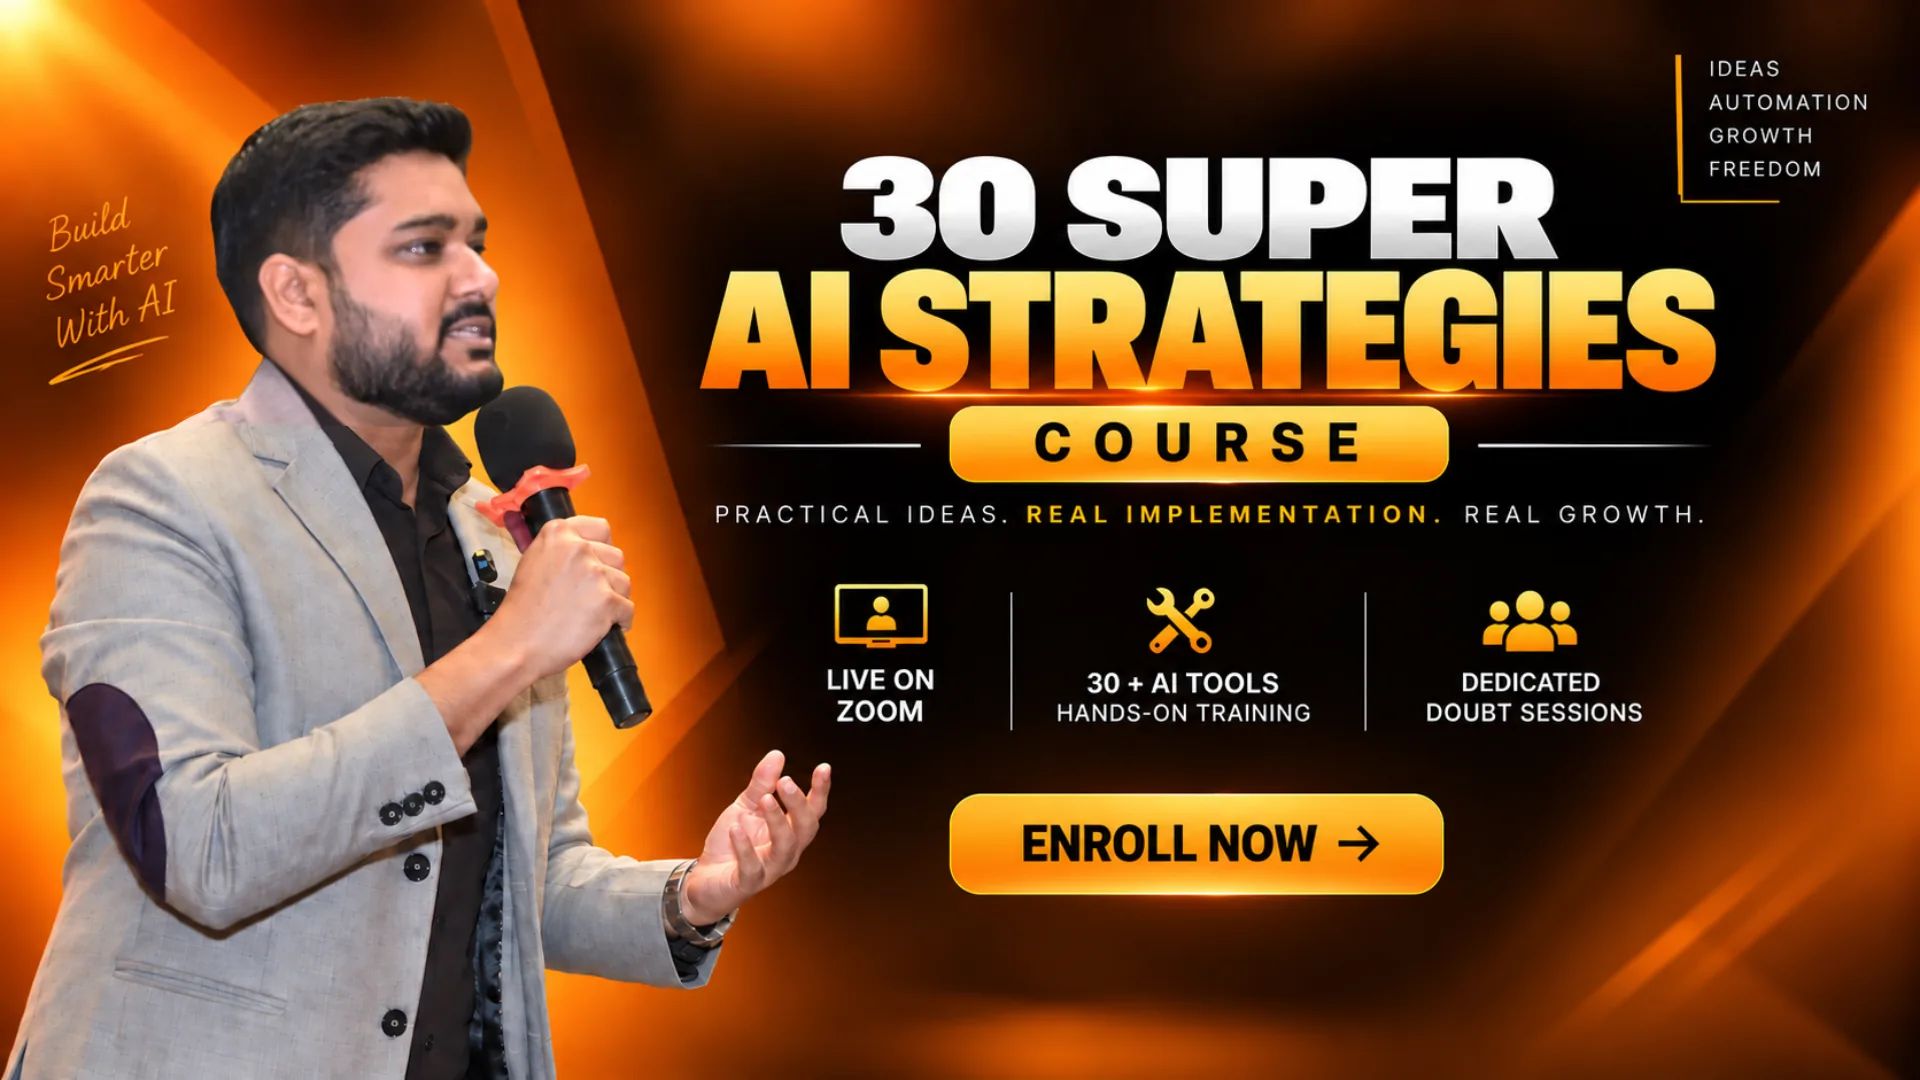 Build
Smarter
With AI
IDEAS
AUTOMATION
GROWTH
FREEDOM
30 SUPER
AI STRATEGIES
COURSE
PRACTICAL IDEAS. REAL IMPLEMENTATION. REAL GROWTH.
LIVE ON
ZOOM
30 + AI TOOLS
HANDS-ON TRAINING
DEDICATED
DOUBT SESSIONS
ENROLL NOW →